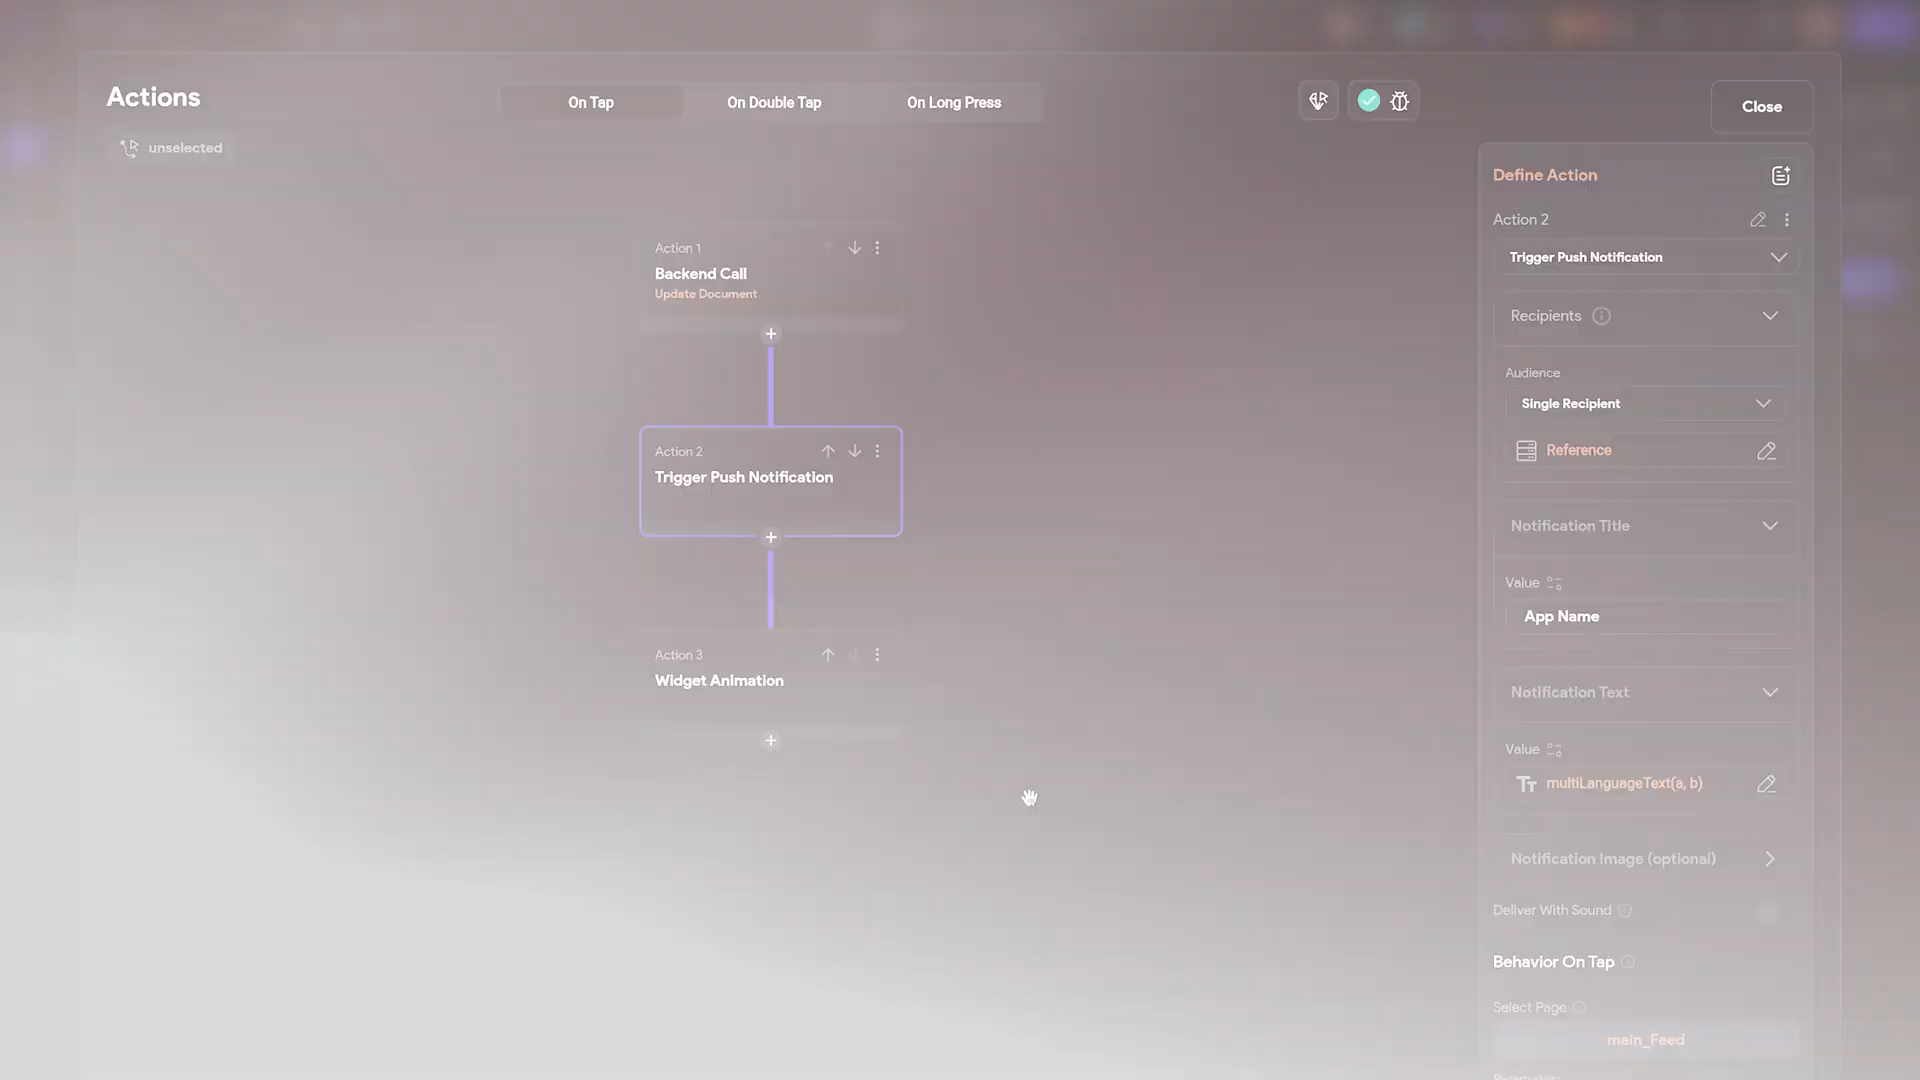 Actions
On Tap
On Double Tap
On Long Press
Close
unselected
Action 1
Backend Call
Update Document
Action 2
Trigger Push Notification
Action 3
Widget Animation
Define Action
Action 2
Trigger Push Notification
Recipients
Audience
Single Recipient
Reference
Notification Title
Value
App Name
Notification Text
Value
multiLanguageText(a, b)
Notification Image (optional)
Deliver With Sound
Behavior On Tap
Select Page
main_Feed